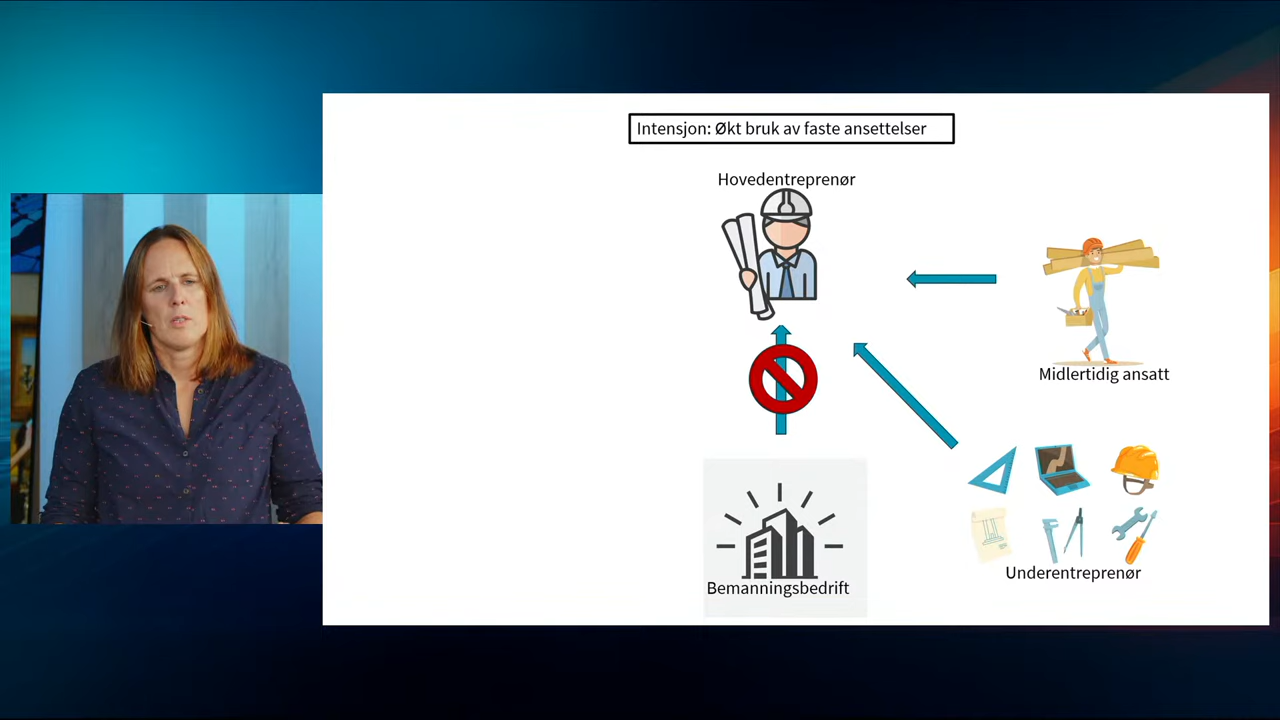 Intensjon: Økt bruk av faste ansettelser
Hovedentreprenør
Midlertidig ansatt
Underentreprenør
Bemanningsbedrift